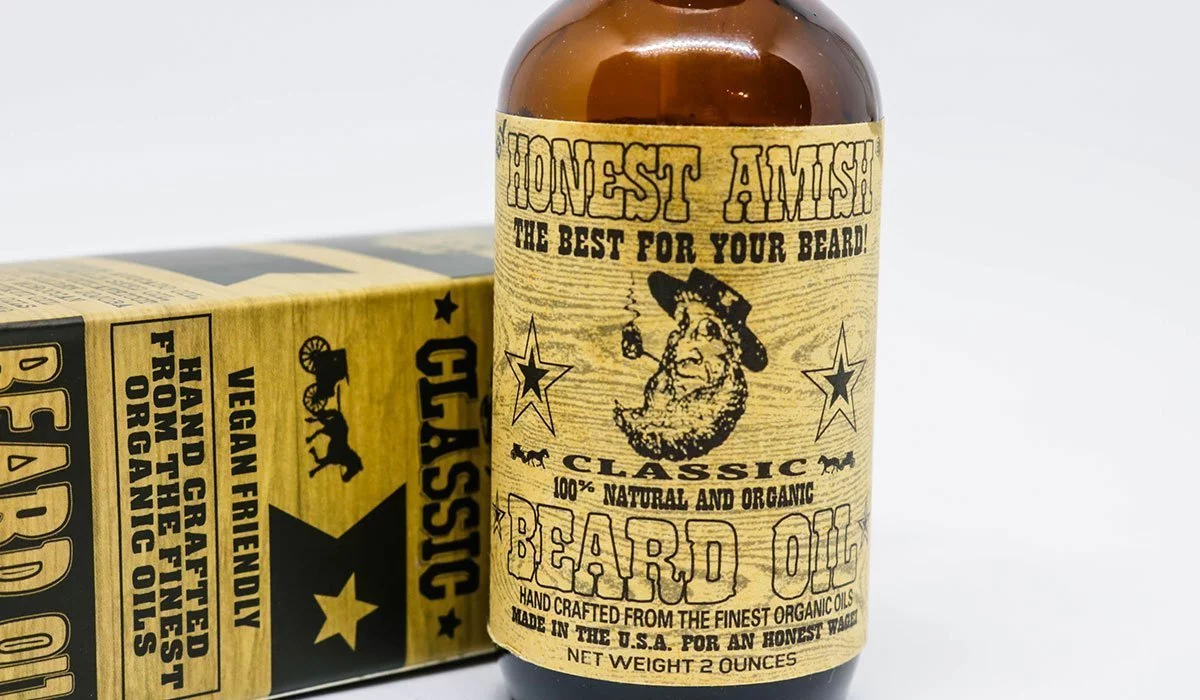 HONEST AMISH
THE BEST FOR YOUR BEARD!
CLASSIC
100% NATURAL AND ORGANIC
BEARD OIL
HAND CRAFTED FROM THE FINEST ORGANIC OILS
MADE IN THE U.S.A. FOR AN HONEST WAGE!
NET WEIGHT 2 OUNCES
CLASSIC
VEGAN FRIENDLY
HAND CRAFTED
FROM THE FINEST
ORGANIC OILS
BEARD OIL